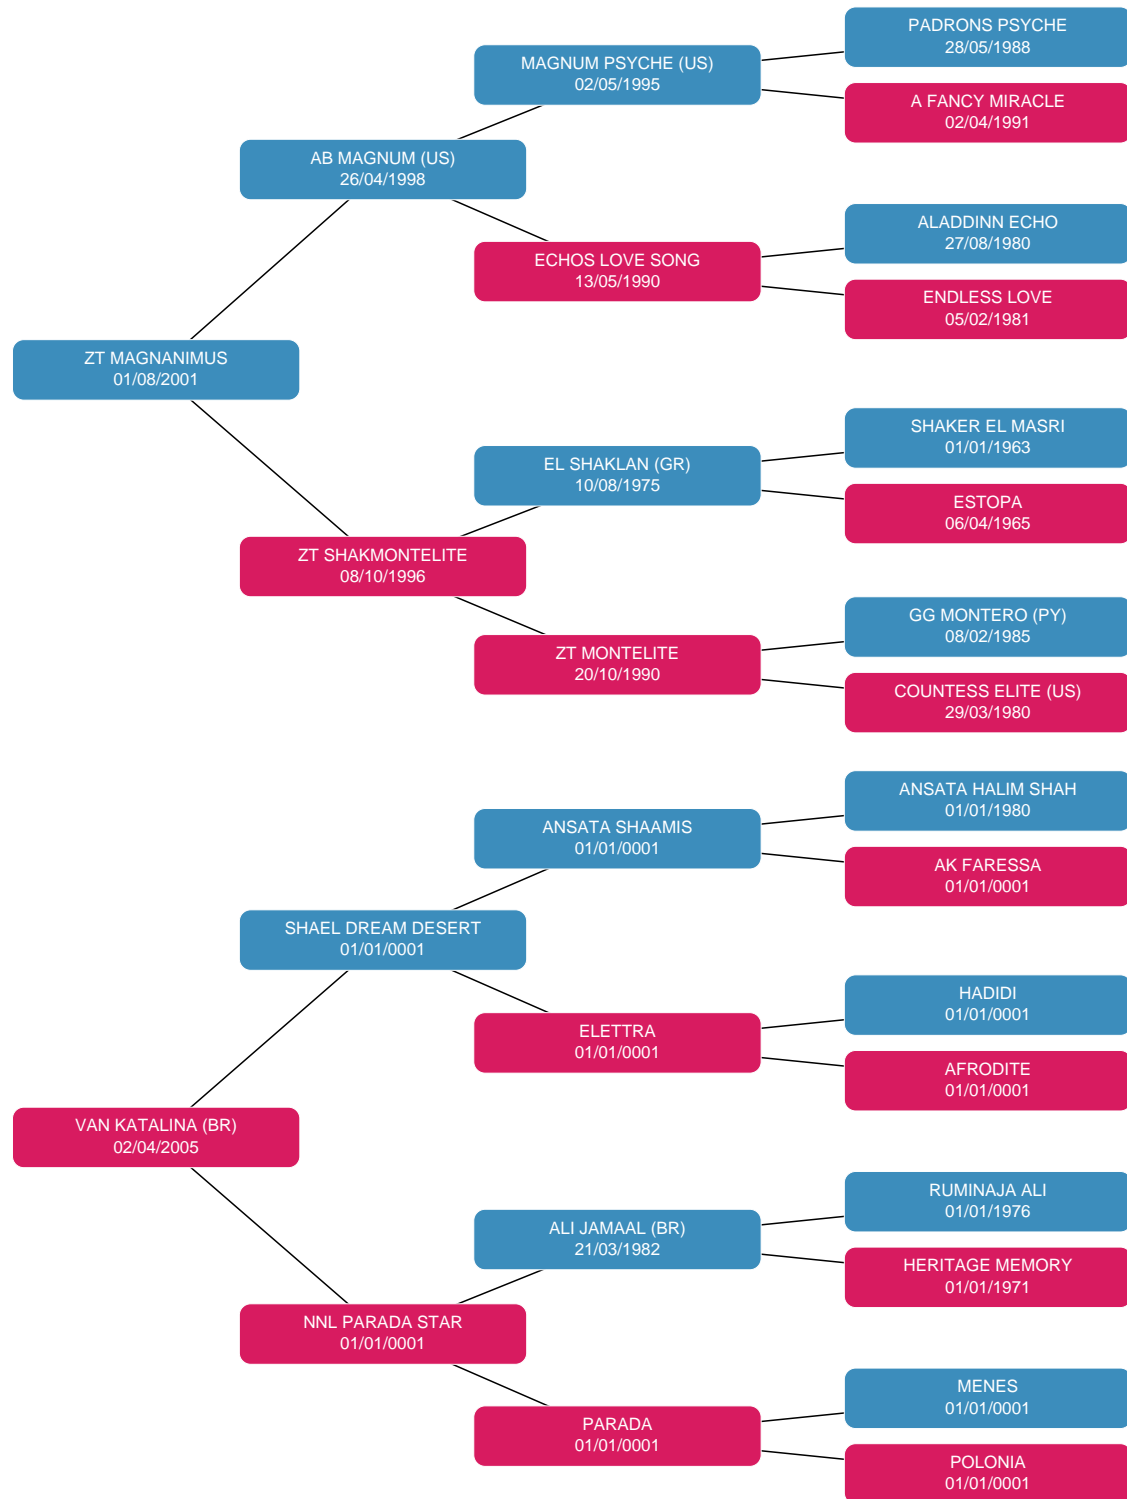 PADRONS PSYCHE
28/05/1988
MAGNUM PSYCHE (US)
02/05/1995
A FANCY MIRACLE
02/04/1991
AB MAGNUM (US)
26/04/1998
ALADDINN ECHO
27/08/1980
ECHOS LOVE SONG
13/05/1990
ENDLESS LOVE
05/02/1981
ZT MAGNANIMUS
01/08/2001
SHAKER EL MASRI
01/01/1963
EL SHAKLAN (GR)
10/08/1975
ESTOPA
06/04/1965
ZT SHAKMONTELITE
08/10/1996
GG MONTERO (PY)
08/02/1985
ZT MONTELITE
20/10/1990
COUNTESS ELITE (US)
29/03/1980
ANSATA HALIM SHAH
01/01/1980
ANSATA SHAAMIS
01/01/0001
AK FARESSA
01/01/0001
SHAEL DREAM DESERT
01/01/0001
HADIDI
01/01/0001
ELETTRA
01/01/0001
AFRODITE
01/01/0001
VAN KATALINA (BR)
02/04/2005
RUMINAJA ALI
01/01/1976
ALI JAMAAL (BR)
21/03/1982
HERITAGE MEMORY
01/01/1971
NNL PARADA STAR
01/01/0001
MENES
01/01/0001
PARADA
01/01/0001
POLONIA
01/01/0001